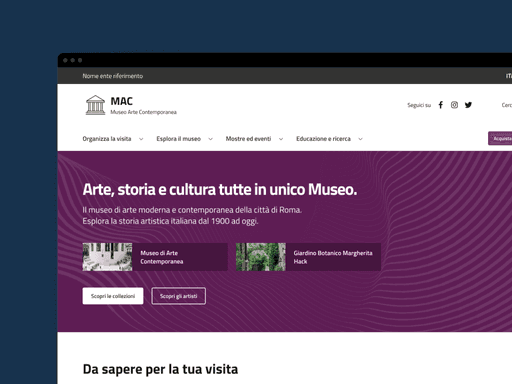 Nome ente riferimento
MAC
Museo Arte Contemporanea
Seguici su
Organizza la visita
Esplora il museo
Mostre ed eventi
Educazione e ricerca
Arte, storia e cultura tutte in unico Museo.
Il museo di arte moderna e contemporanea della città di Roma.
Esplora la storia artistica italiana dal 1900 ad oggi.
Museo di Arte
Contemporanea
Giardino Botanico Margherita
Hack
Scopri le collezioni
Scopri gli artisti
Da sapere per la tua visita